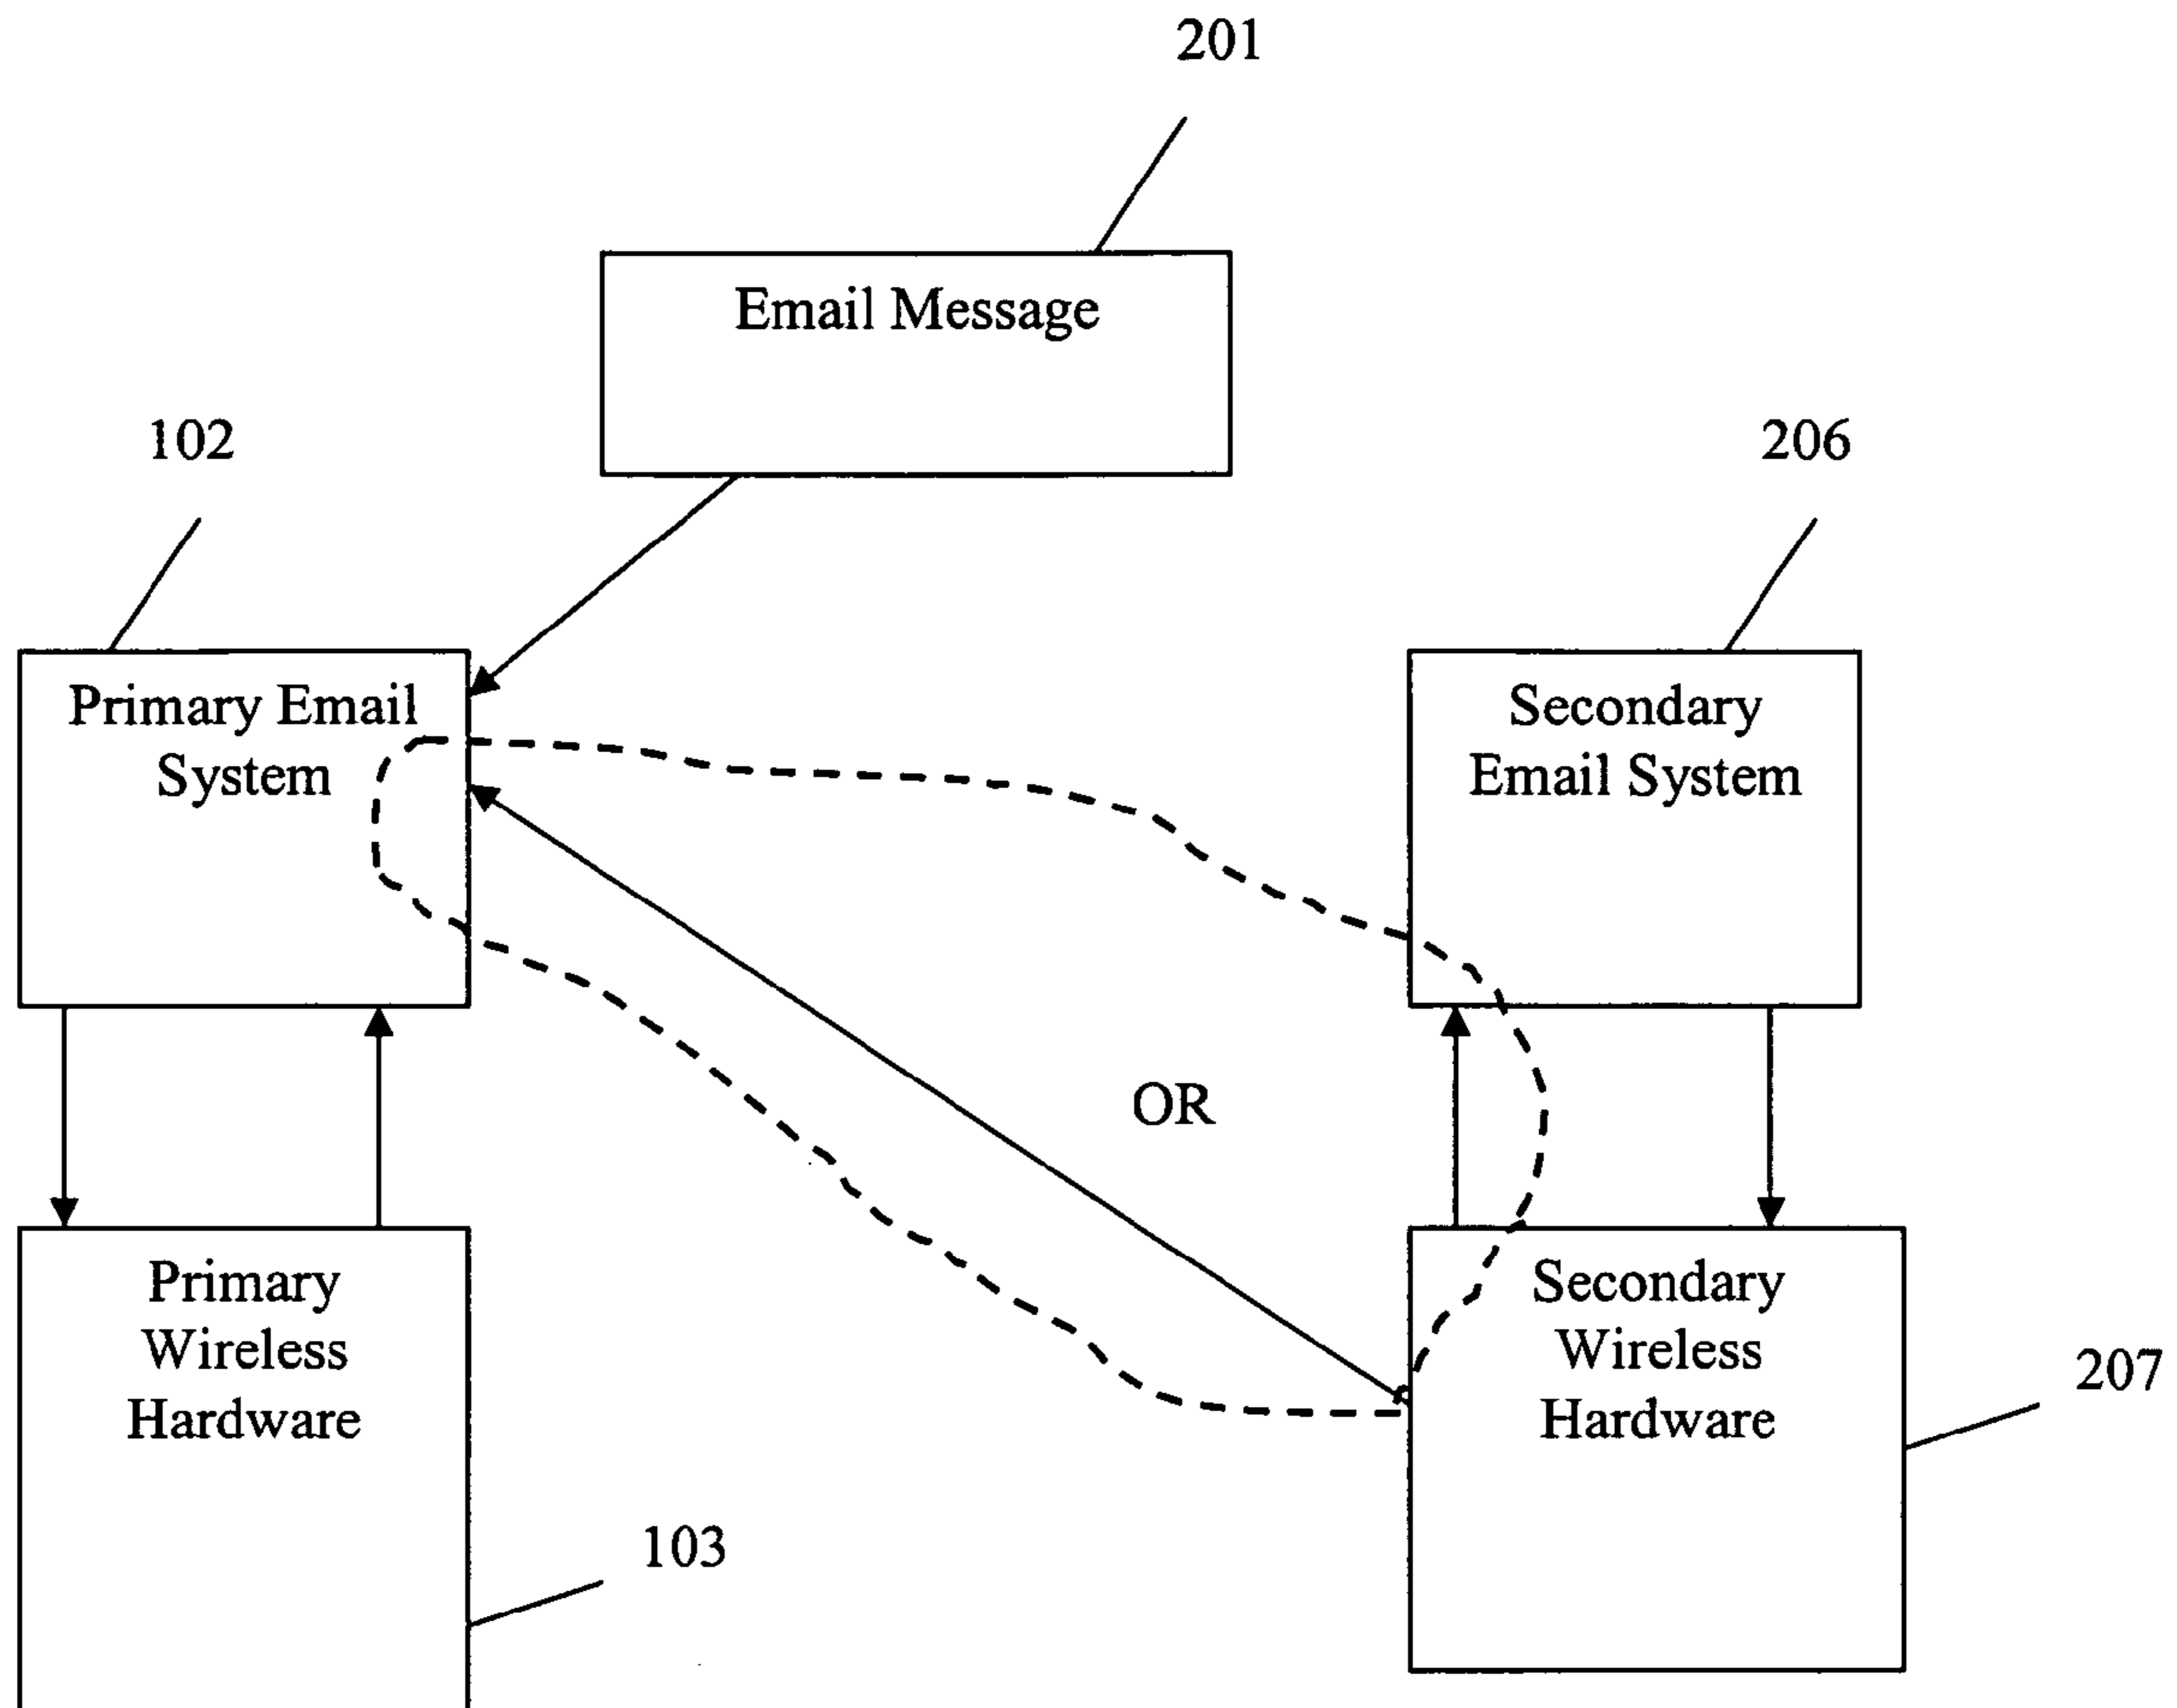 201
Email Message
102
206
Primary Email
System
Secondary
Email System
OR
Primary
Wireless
Hardware
Secondary
Wireless
Hardware
207
103